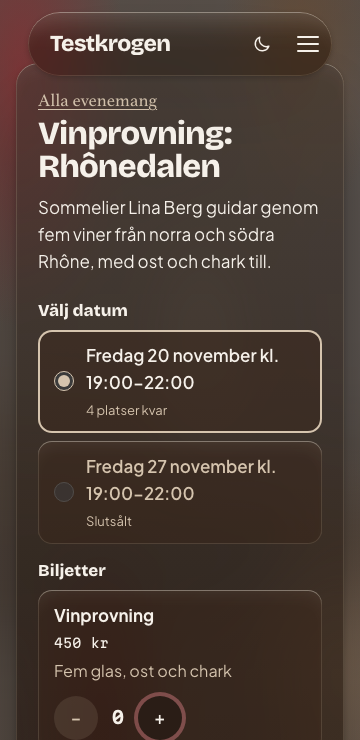 Testkrogen
Alla evenemang
Vinprovning:
Rhônedalen
Sommelier Lina Berg guidar genom
fem viner från norra och södra
Rhône, med ost och chark till.
Välj datum
Fredag 20 november kl.
19:00–22:00
4 platser kvar
Fredag 27 november kl.
19:00–22:00
Slutsålt
Biljetter
Vinprovning
450 kr
Fem glas, ost och chark
− 0 +